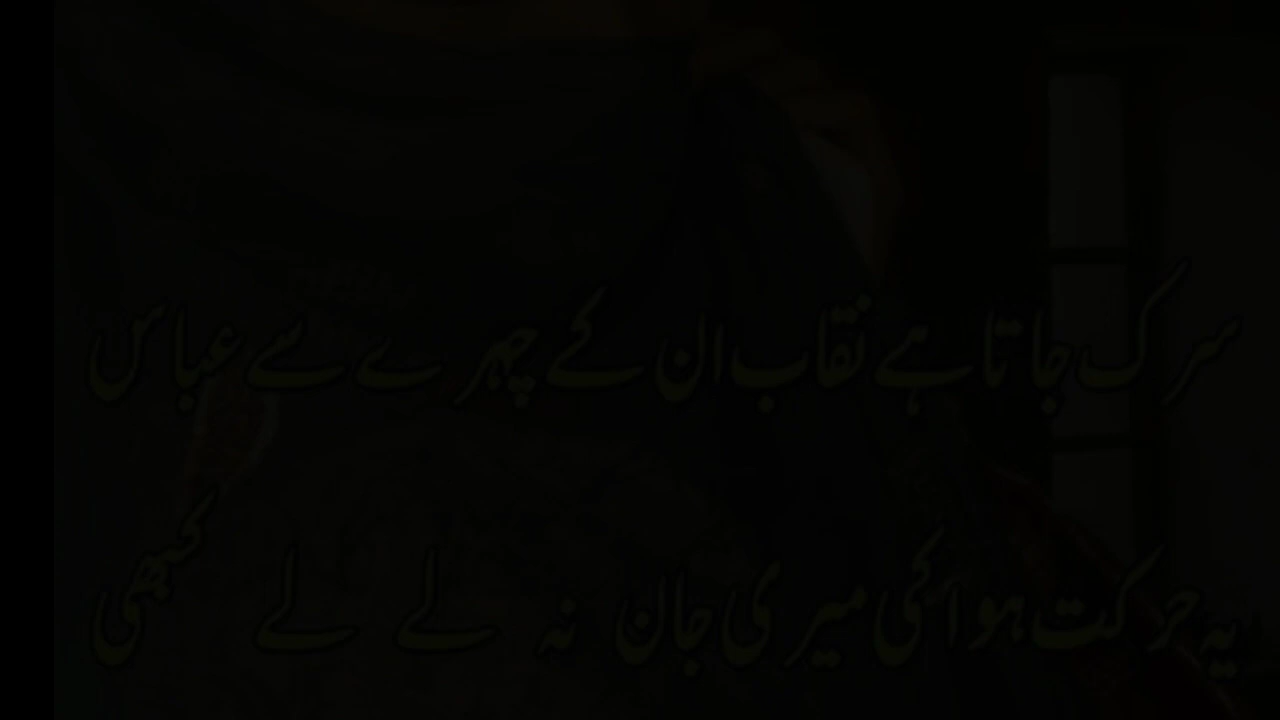 سرک جاتا ہے نقاب ان کے چہرے سے عباس
یہ حرکت ہوا کی میری جان نہ لے لے کبھی